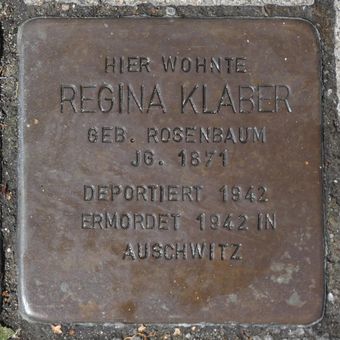 HIER WOHNTE
REGINA KLABER
GEB. ROSENBAUM
JG. 1871
DEPORTIERT 1942
ERMORDET 1942 IN
AUSCHWITZ